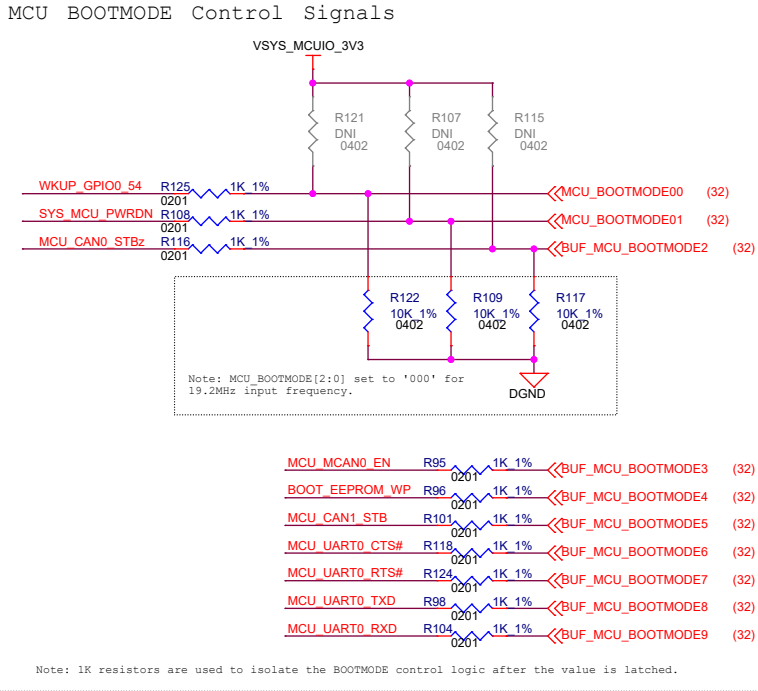 MCU BOOTMODE Control Signals
VSYS_MCUIO_3V3
R121 R107 R115
DNI DNI DNI
0402 0402 0402
WKUP_GPIO0_54 R125 1K_1% MCU_BOOTMODE00 (32)
0201
SYS_MCU_PWRDN R108 1K_1% MCU_BOOTMODE01 (32)
0201
MCU_CAN0_STBz R116 1K_1% BUF_MCU_BOOTMODE2 (32)
0201
R122 R109 R117
10K_1% 10K_1% 10K_1%
0402 0402 0402
Note: MCU_BOOTMODE[2:0] set to '000' for
19.2MHz input frequency.
DGND
MCU_MCAN0_EN R95 1K_1% BUF_MCU_BOOTMODE3 (32)
0201
BOOT_EEPROM_WP R96 1K_1% BUF_MCU_BOOTMODE4 (32)
0201
MCU_CAN1_STB R101 1K_1% BUF_MCU_BOOTMODE5 (32)
0201
MCU_UART0_CTS# R118 1K_1% BUF_MCU_BOOTMODE6 (32)
0201
MCU_UART0_RTS# R124 1K_1% BUF_MCU_BOOTMODE7 (32)
0201
MCU_UART0_TXD R98 1K_1% BUF_MCU_BOOTMODE8 (32)
0201
MCU_UART0_RXD R104 1K_1% BUF_MCU_BOOTMODE9 (32)
0201
Note: 1K resistors are used to isolate the BOOTMODE control logic after the value is latched.